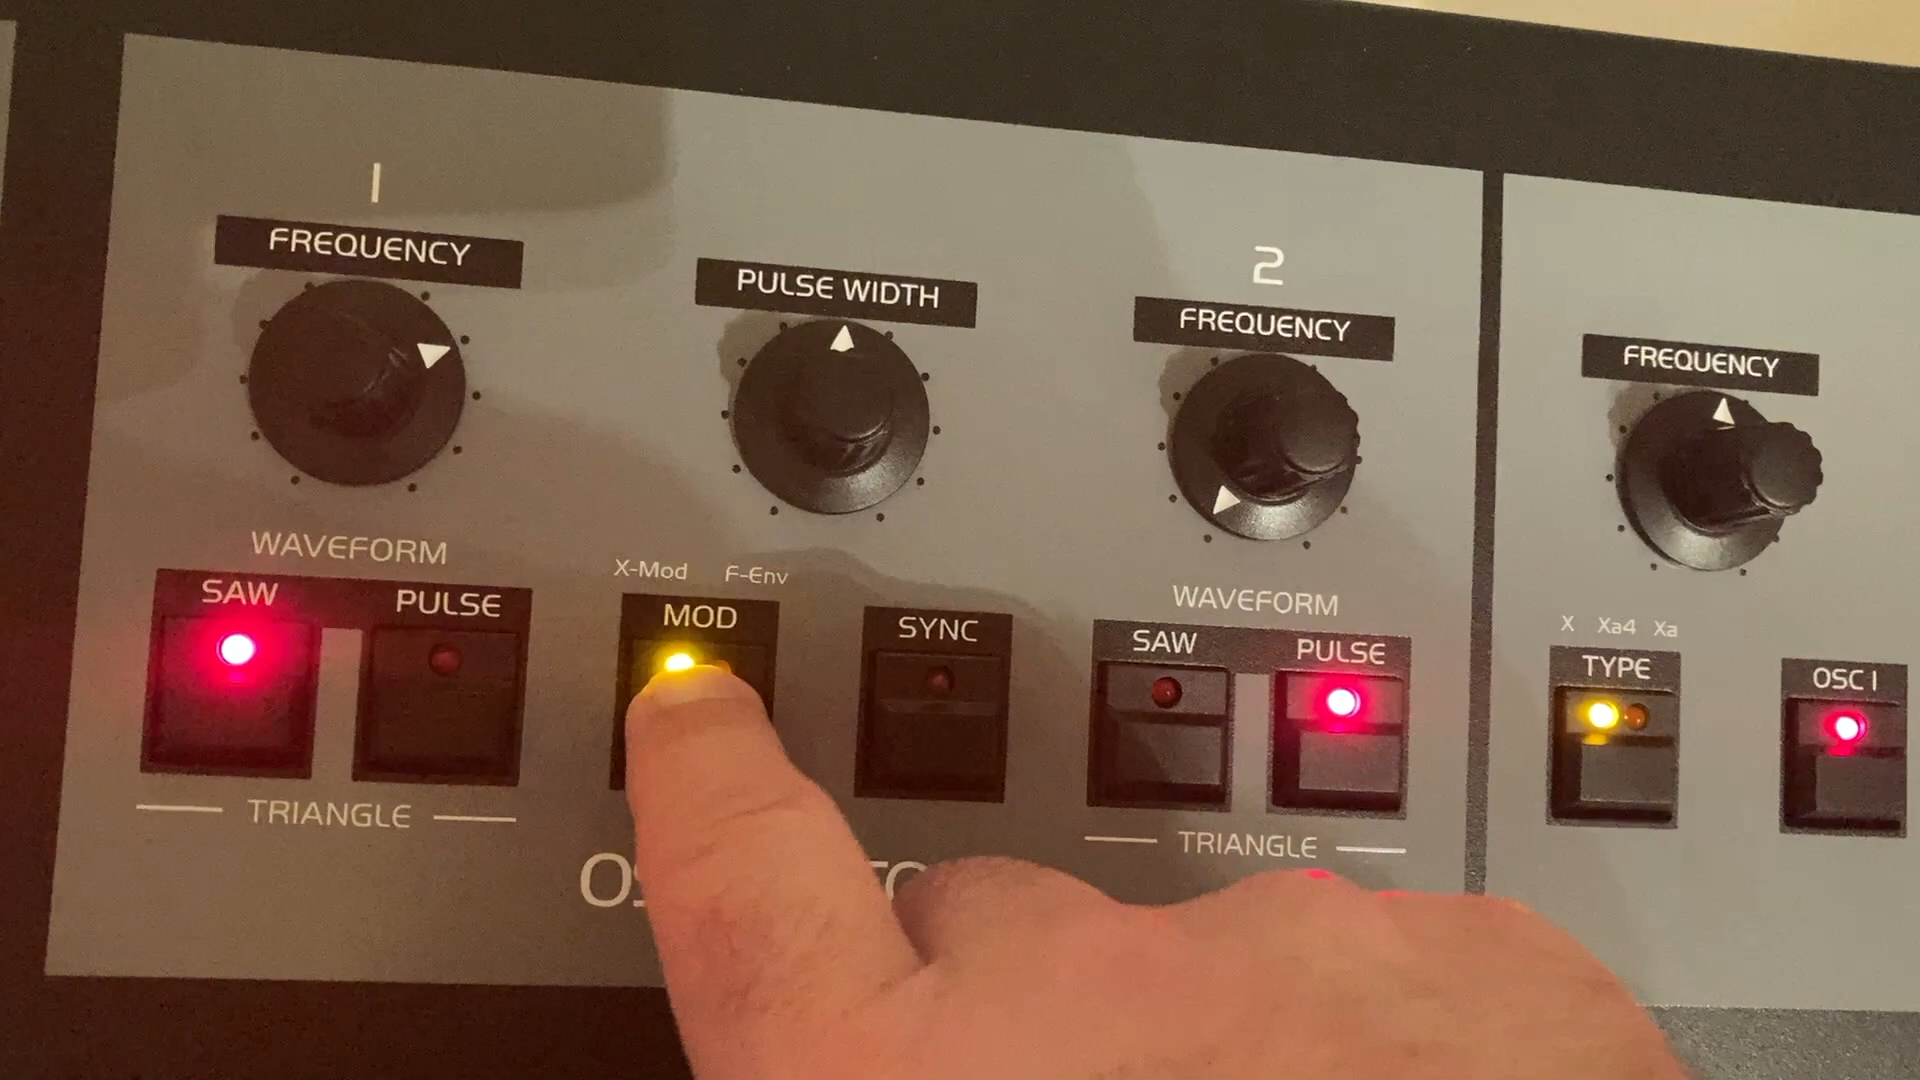 1
FREQUENCY
PULSE WIDTH
2
FREQUENCY
FREQUENCY
WAVEFORM
SAW
PULSE
X-Mod
F-Env
MOD
SYNC
WAVEFORM
SAW
PULSE
X
Xa4
Xa
TYPE
OSC 1
TRIANGLE
TRIANGLE